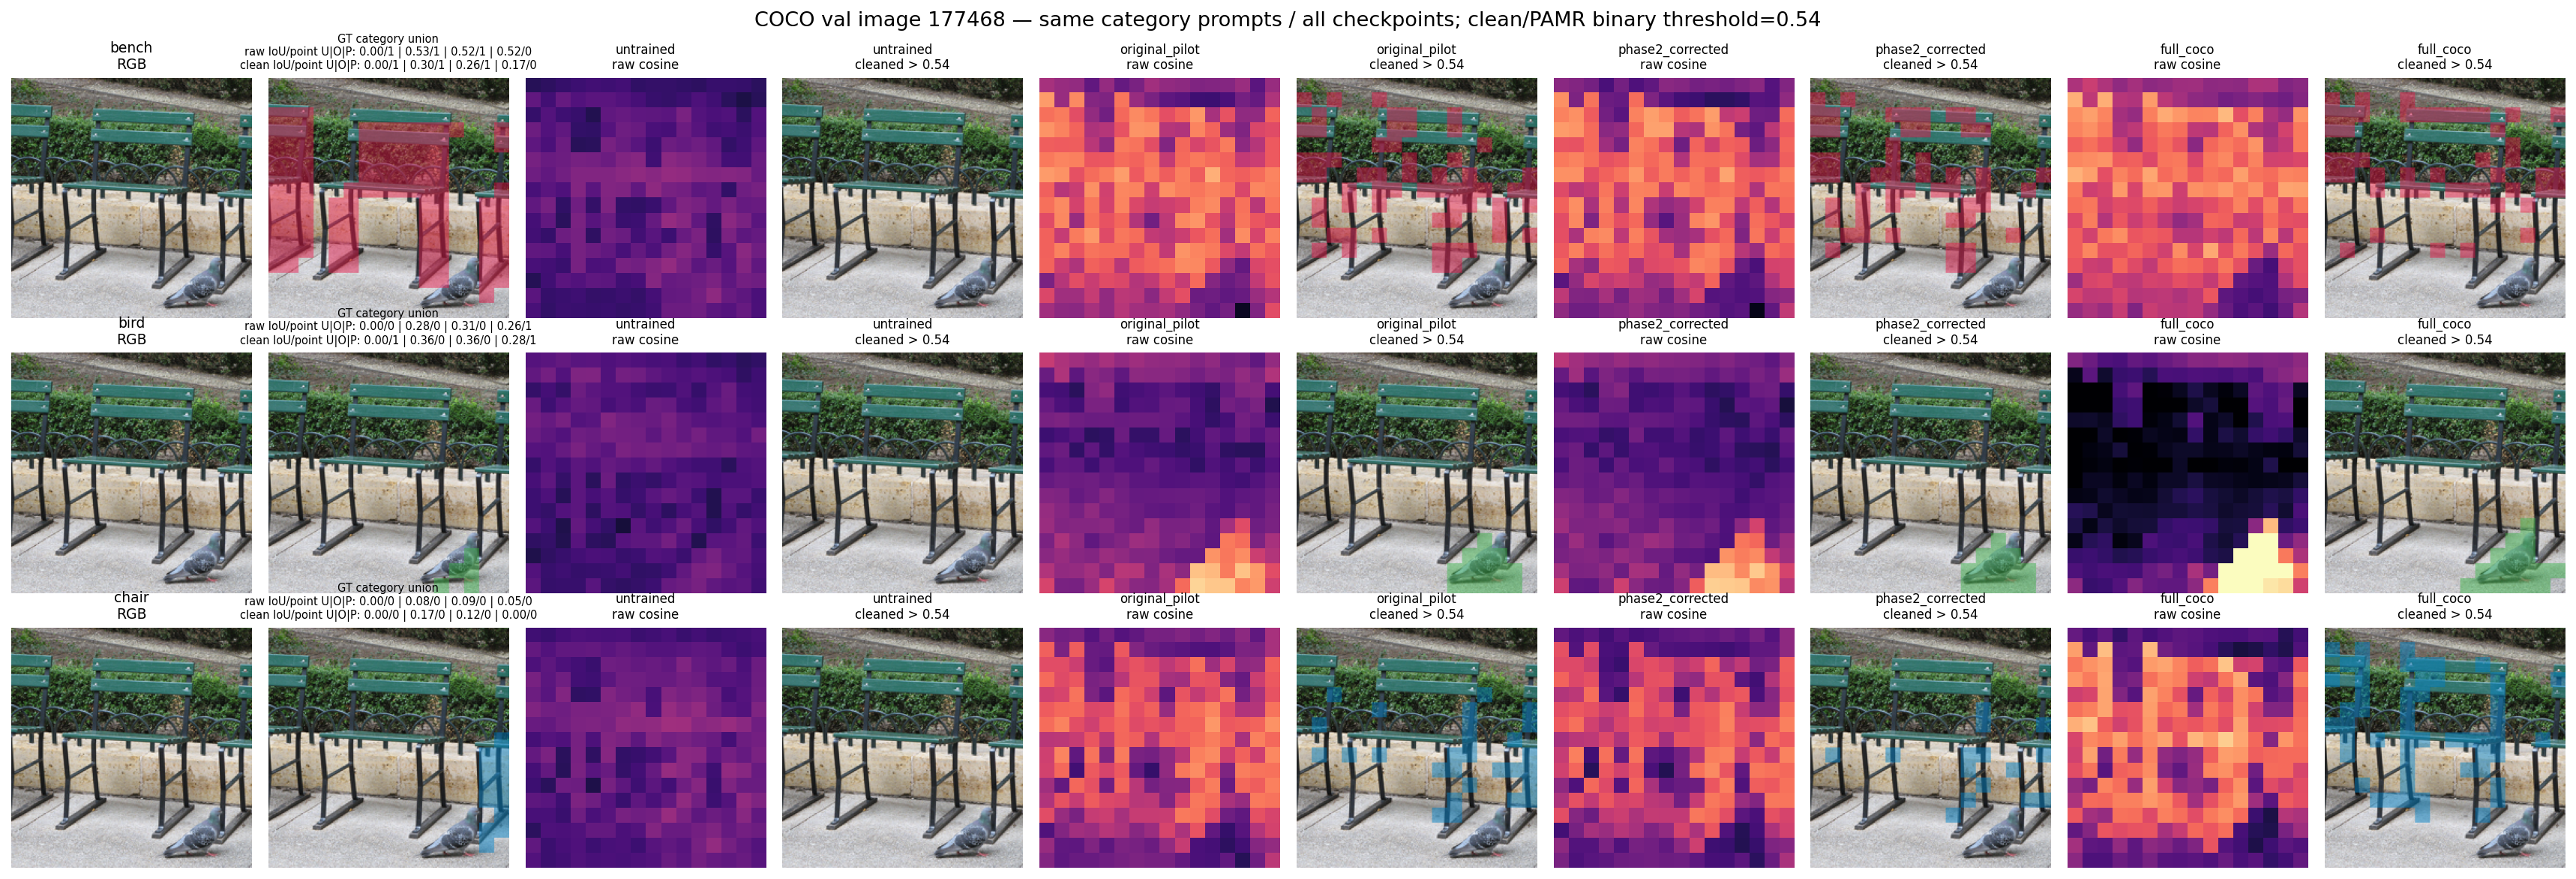 COCO val image 177468 — same category prompts / all checkpoints; clean/PAMR binary threshold=0.54
bench
RGB
GT category union
raw IoU/point U|O|P: 0.00/1 | 0.53/1 | 0.52/1 | 0.52/0
clean IoU/point U|O|P: 0.00/1 | 0.30/1 | 0.26/1 | 0.17/0
untrained
raw cosine
untrained
cleaned > 0.54
original_pilot
raw cosine
original_pilot
cleaned > 0.54
phase2_corrected
raw cosine
phase2_corrected
cleaned > 0.54
full_coco
raw cosine
full_coco
cleaned > 0.54
bird
RGB
GT category union
raw IoU/point U|O|P: 0.00/0 | 0.28/0 | 0.31/0 | 0.26/1
clean IoU/point U|O|P: 0.00/1 | 0.36/0 | 0.36/0 | 0.28/1
untrained
raw cosine
untrained
cleaned > 0.54
original_pilot
raw cosine
original_pilot
cleaned > 0.54
phase2_corrected
raw cosine
phase2_corrected
cleaned > 0.54
full_coco
raw cosine
full_coco
cleaned > 0.54
chair
RGB
GT category union
raw IoU/point U|O|P: 0.00/0 | 0.08/0 | 0.09/0 | 0.05/0
clean IoU/point U|O|P: 0.00/0 | 0.17/0 | 0.12/0 | 0.00/0
untrained
raw cosine
untrained
cleaned > 0.54
original_pilot
raw cosine
original_pilot
cleaned > 0.54
phase2_corrected
raw cosine
phase2_corrected
cleaned > 0.54
full_coco
raw cosine
full_coco
cleaned > 0.54